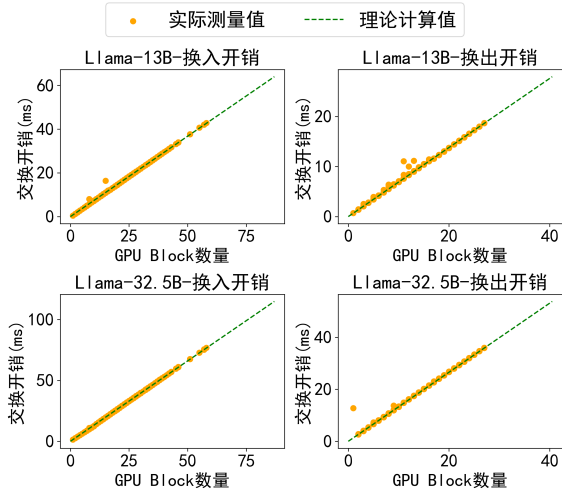 实际测量值 理论计算值
Llama-13B-换入开销
交换开销(ms)
60
40
20
0
0 25 50 75
GPU Block数量
Llama-13B-换出开销
交换开销(ms)
20
10
0
0 20 40
GPU Block数量
Llama-32.5B-换入开销
交换开销(ms)
100
50
0
0 25 50 75
GPU Block数量
Llama-32.5B-换出开销
交换开销(ms)
40
20
0
0 20 40
GPU Block数量